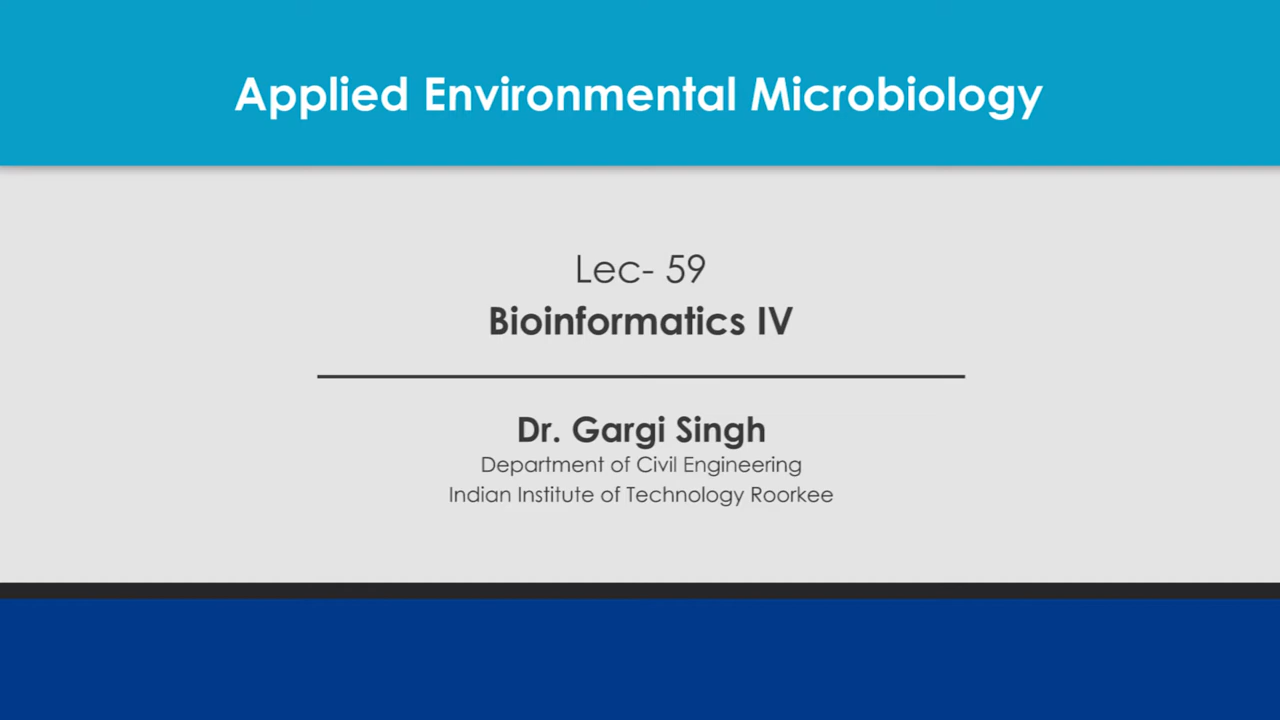 Applied Environmental Microbiology
Lec- 59
Bioinformatics IV
Dr. Gargi Singh
Department of Civil Engineering
Indian Institute of Technology Roorkee